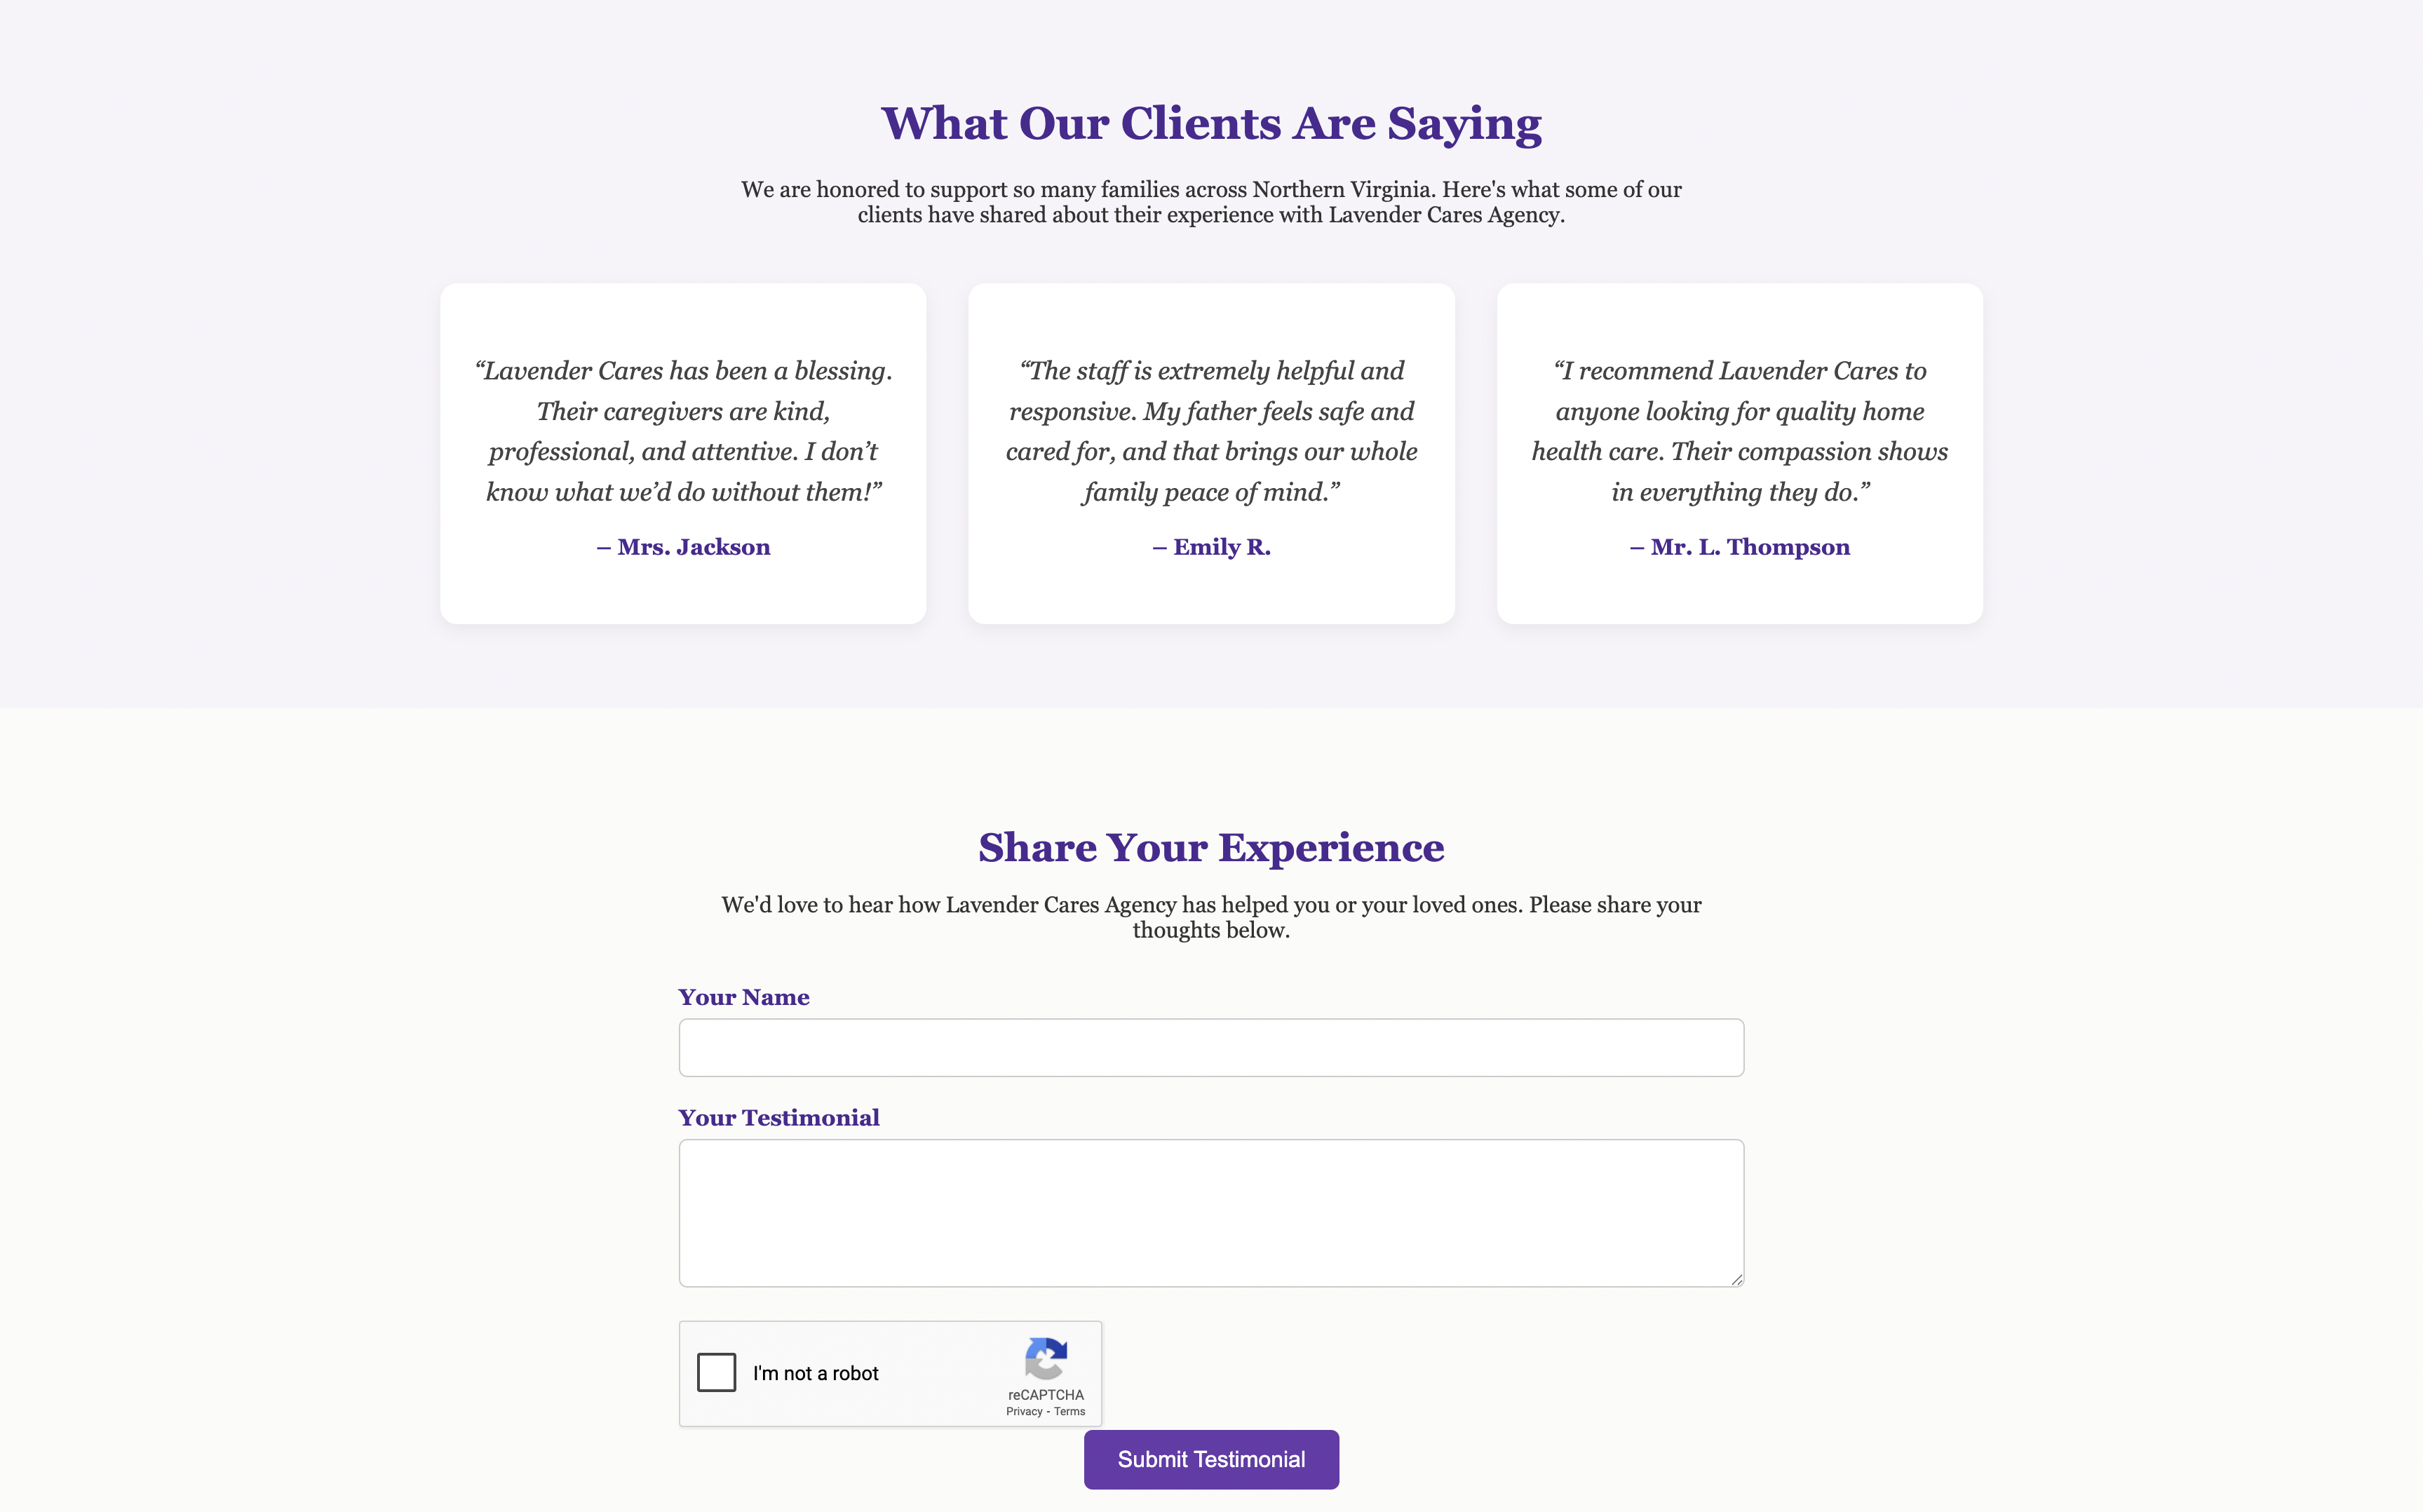 What Our Clients Are Saying
We are honored to support so many families across Northern Virginia. Here's what some of our
clients have shared about their experience with Lavender Cares Agency.
“Lavender Cares has been a blessing.
Their caregivers are kind,
professional, and attentive. I don’t
know what we’d do without them!”
– Mrs. Jackson
“The staff is extremely helpful and
responsive. My father feels safe and
cared for, and that brings our whole
family peace of mind.”
– Emily R.
“I recommend Lavender Cares to
anyone looking for quality home
health care. Their compassion shows
in everything they do.”
– Mr. L. Thompson
Share Your Experience
We'd love to hear how Lavender Cares Agency has helped you or your loved ones. Please share your
thoughts below.
Your Name
Your Testimonial
I'm not a robot
reCAPTCHA
Privacy - Terms
Submit Testimonial